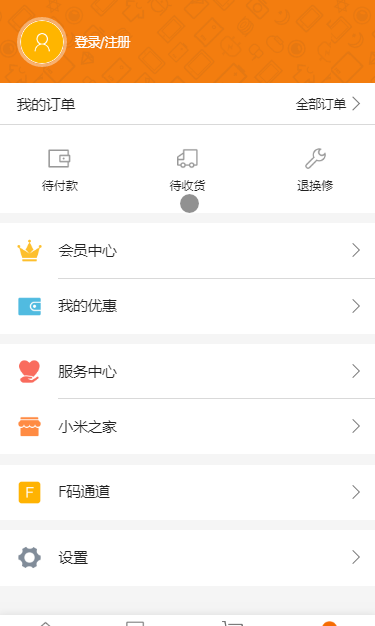 登录/注册
我的订单 全部订单
待付款 待收货 退换修
会员中心
我的优惠
服务中心
小米之家
F F码通道
设置